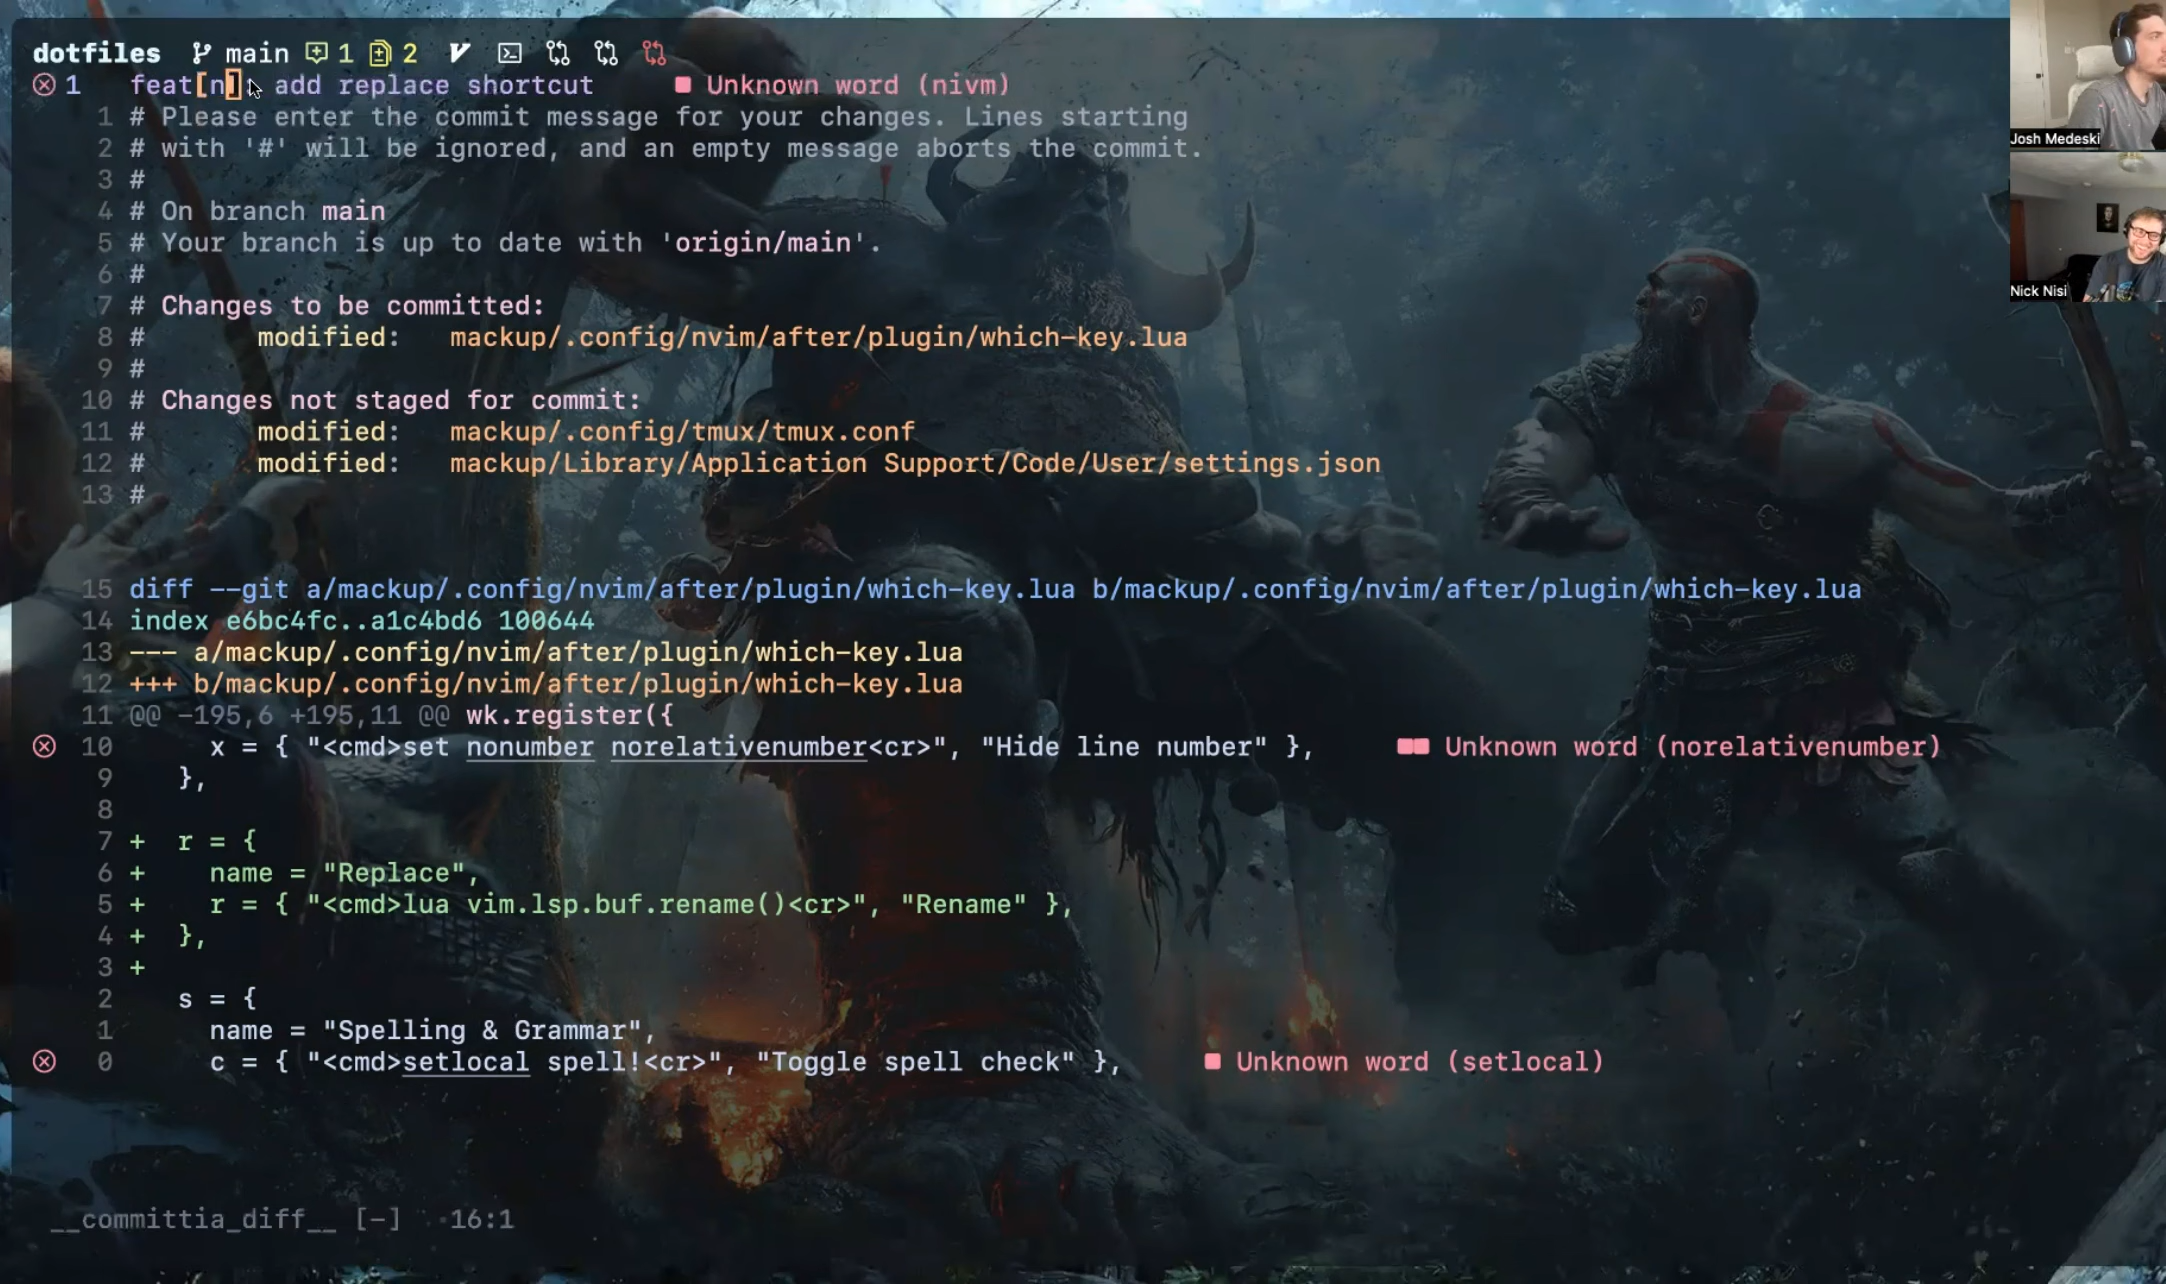 dotfiles main 1 2
1 feat[n]: add replace shortcut Unknown word (nivm)
1 # Please enter the commit message for your changes. Lines starting
2 # with '#' will be ignored, and an empty message aborts the commit.
3 #
4 # On branch main
5 # Your branch is up to date with 'origin/main'.
6 #
7 # Changes to be committed:
8 # modified: mackup/.config/nvim/after/plugin/which-key.lua
9 #
10 # Changes not staged for commit:
11 # modified: mackup/.config/tmux/tmux.conf
12 # modified: mackup/Library/Application Support/Code/User/settings.json
13 #
15 diff --git a/mackup/.config/nvim/after/plugin/which-key.lua b/mackup/.config/nvim/after/plugin/which-key.lua
14 index e6bc4fc..a1c4bd6 100644
13 --- a/mackup/.config/nvim/after/plugin/which-key.lua
12 +++ b/mackup/.config/nvim/after/plugin/which-key.lua
11 @@ -195,6 +195,11 @@ wk.register({
10 x = { "<cmd>set nonumber norelativenumber<cr>", "Hide line number" }, Unknown word (norelativenumber)
9 },
8
7 + r = {
6 + name = "Replace",
5 + r = { "<cmd>lua vim.lsp.buf.rename()<cr>", "Rename" },
4 + },
3 +
2 s = {
1 name = "Spelling & Grammar",
0 c = { "<cmd>setlocal spell!<cr>", "Toggle spell check" }, Unknown word (setlocal)
__committia_diff__ [-] 16:1
Josh Medeski
Nick Nisi